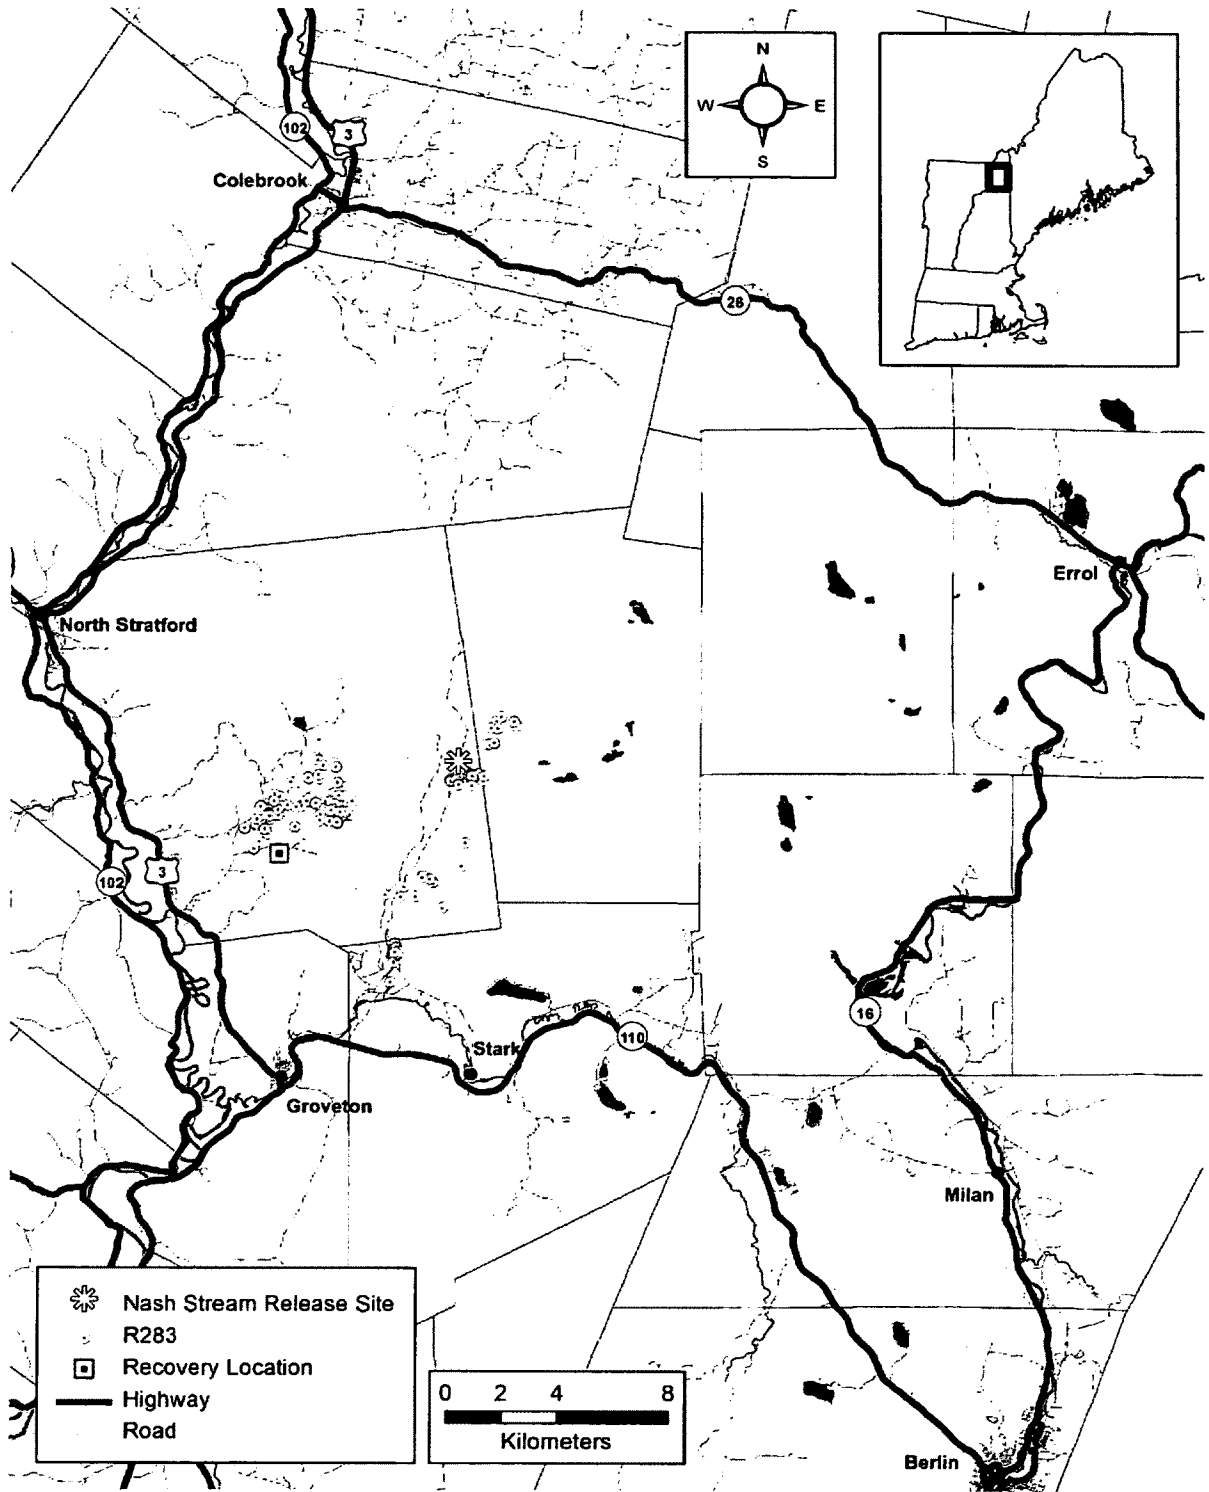 N
W E
S
102
3
Colebrook
28
Errol
North Stratford
102
3
16
110
Stark
Groveton
Milan
Nash Stream Release Site
R283
Recovery Location
Highway
Road
0 2 4 8
Kilometers
Berlin